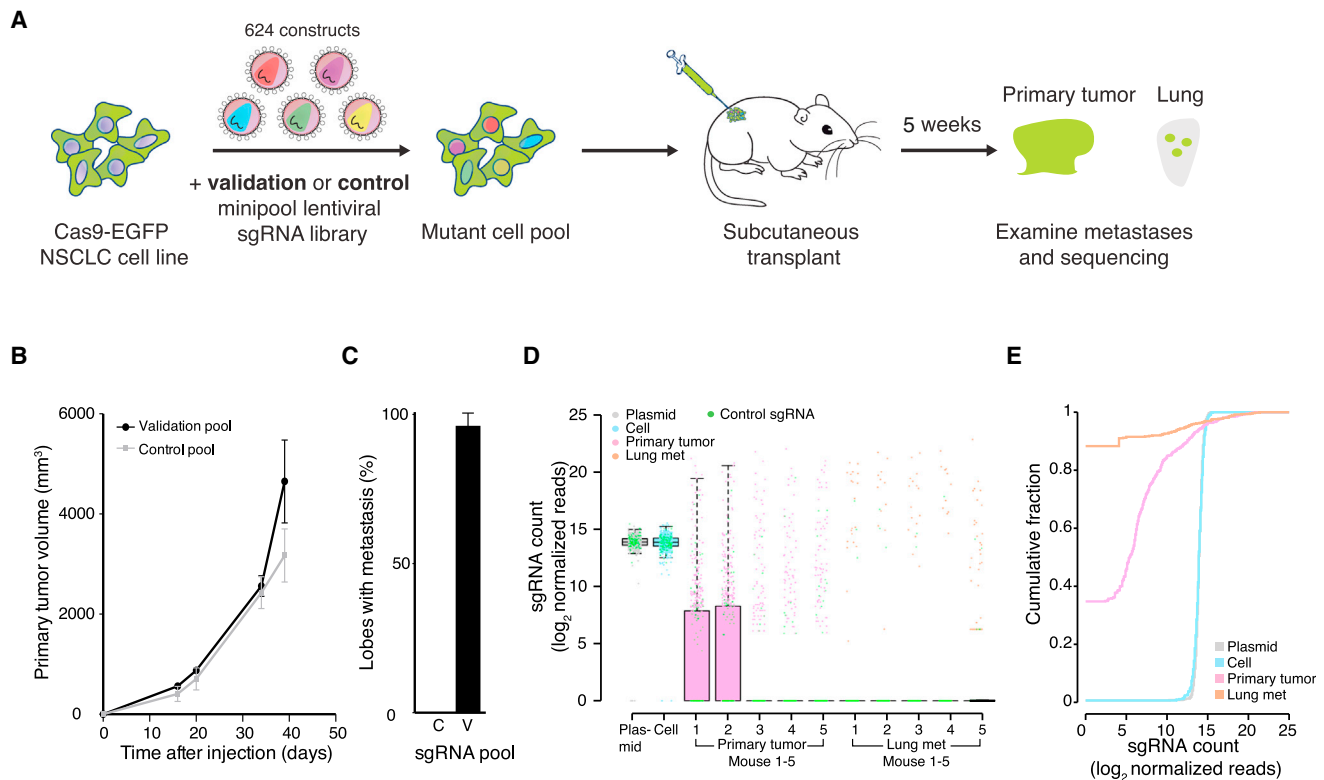 A
624 constructs
+ validation or control
minipool lentiviral
sgRNA library
Cas9-EGFP
NSCLC cell line
Mutant cell pool
Subcutaneous
transplant
5 weeks
Primary tumor
Lung
Examine metastases
and sequencing
B
Primary tumor volume (mm³)
6000
4000
2000
0
Validation pool
Control pool
0
10
20
30
40
50
Time after injection (days)
C
Lobes with metastasis (%)
100
50
0
C
V
sgRNA pool
D
sgRNA count
(log₂ normalized reads)
25
20
15
10
5
0
Plasmid
Cell
Primary tumor
Lung met
Control sgRNA
Plas-
mid
Cell
1
2
3
4
5
1
2
3
4
5
Primary tumor
Mouse 1-5
Lung met
Mouse 1-5
E
Cumulative fraction
1
0.8
0.6
0.4
0.2
0
Plasmid
Cell
Primary tumor
Lung met
0
5
10
15
20
25
sgRNA count
(log₂ normalized reads)